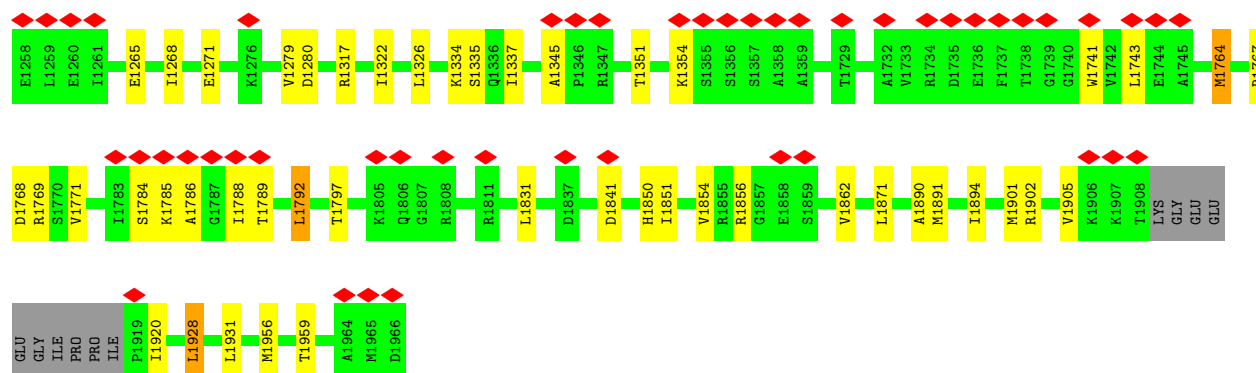 E1258 L1259 E1260 I1261 E1265 I1268 E1271 K1276 V1279 D1280 R1317 I1322 L1326 K1334 S1335 Q1336 I1337 A1345 P1346 R1347 T1351 K1354 S1355 S1356 S1357 A1358 A1359 T1729 A1732 V1733 R1734 D1735 E1736 F1737 T1738 G1739 G1740 W1741 V1742 L1743 E1744 A1745 M1764
D1768 R1769 S1770 V1771 I1783 S1784 K1785 A1786 G1787 I1788 T1789 L1792 T1797 K1805 Q1806 G1807 R1808 R1811 L1831 D1837 D1841 H1850 I1851 V1854 R1855 R1856 G1857 E1858 S1859 V1862 L1871 A1890 M1891 I1894 M1901 R1902 V1905 K1906 K1907 T1908 LYS GLY GLU GLU
GLU GLY ILE PRO PRO ILE P1919 I1920 L1928 L1931 M1956 T1959 A1964 M1965 D1966